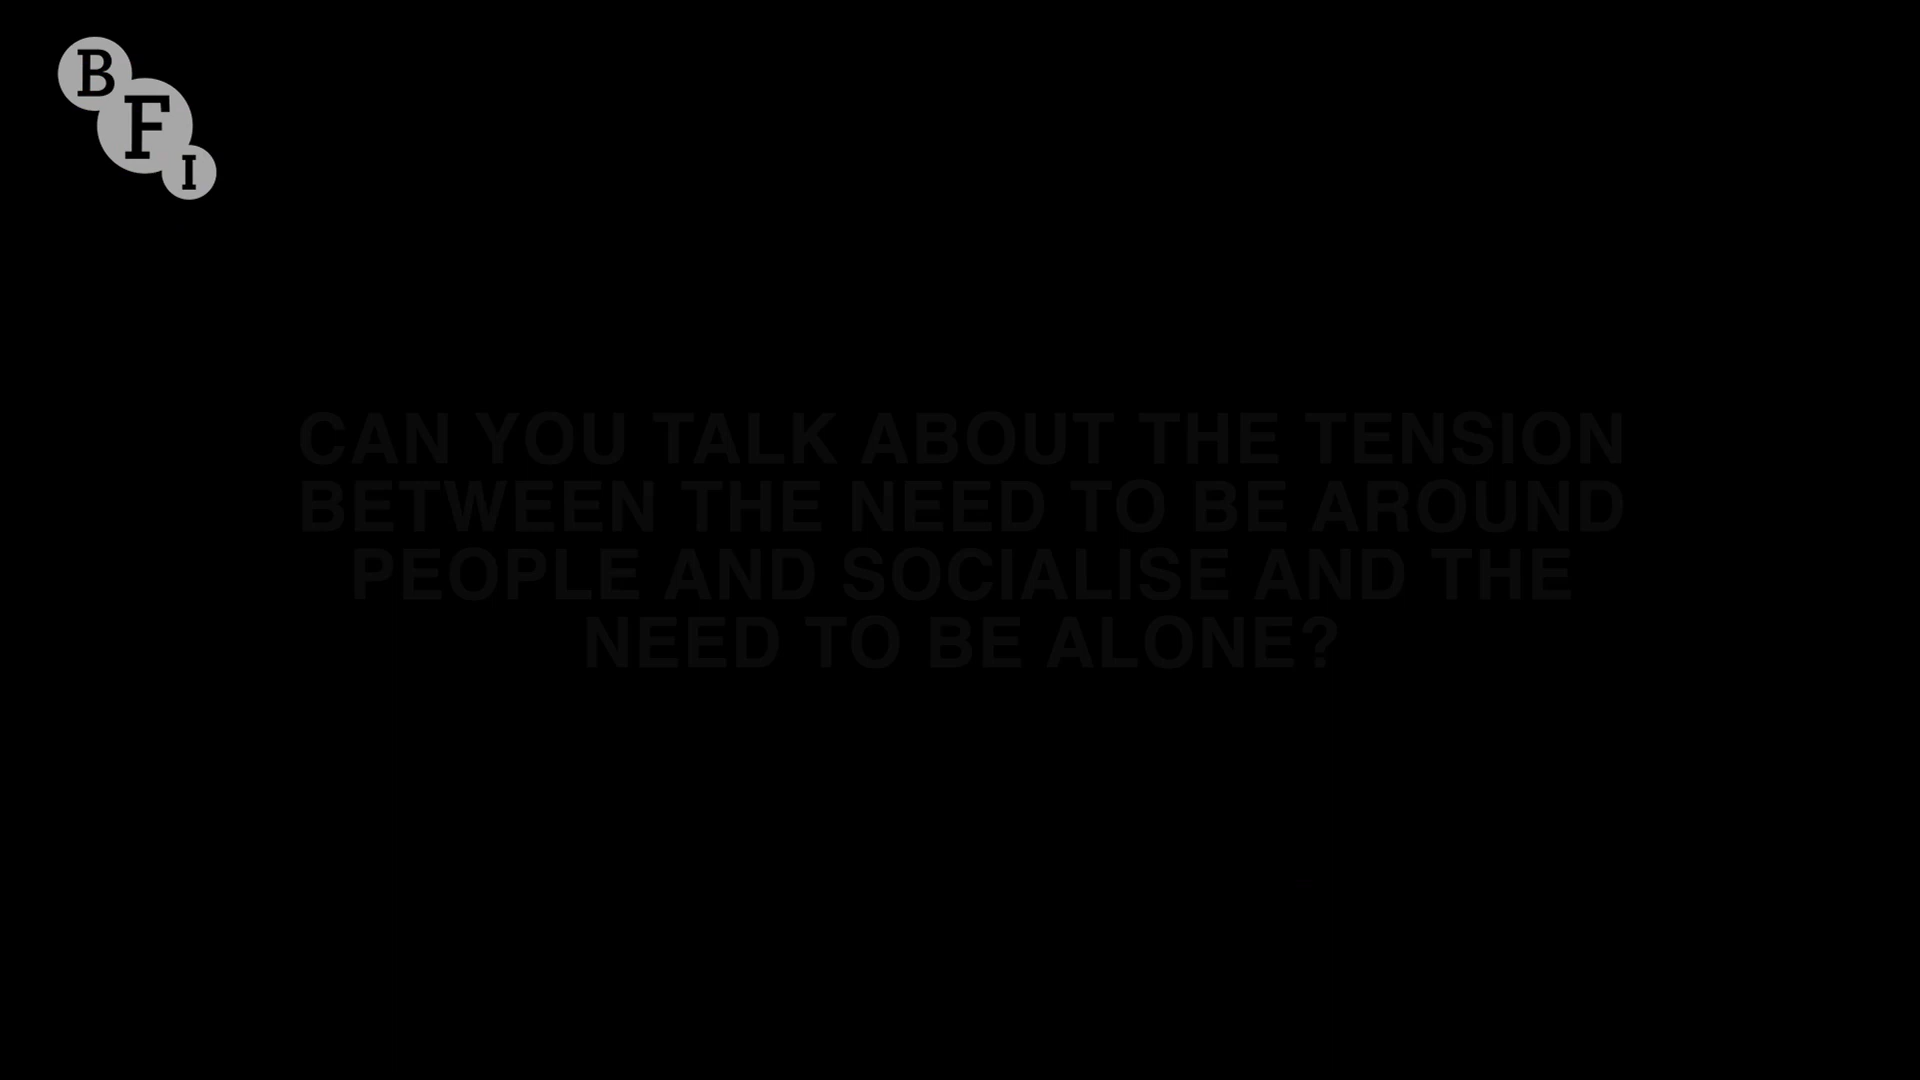 BFI
CAN YOU TALK ABOUT THE TENSION
BETWEEN THE NEED TO BE AROUND
PEOPLE AND SOCIALISE AND THE
NEED TO BE ALONE?